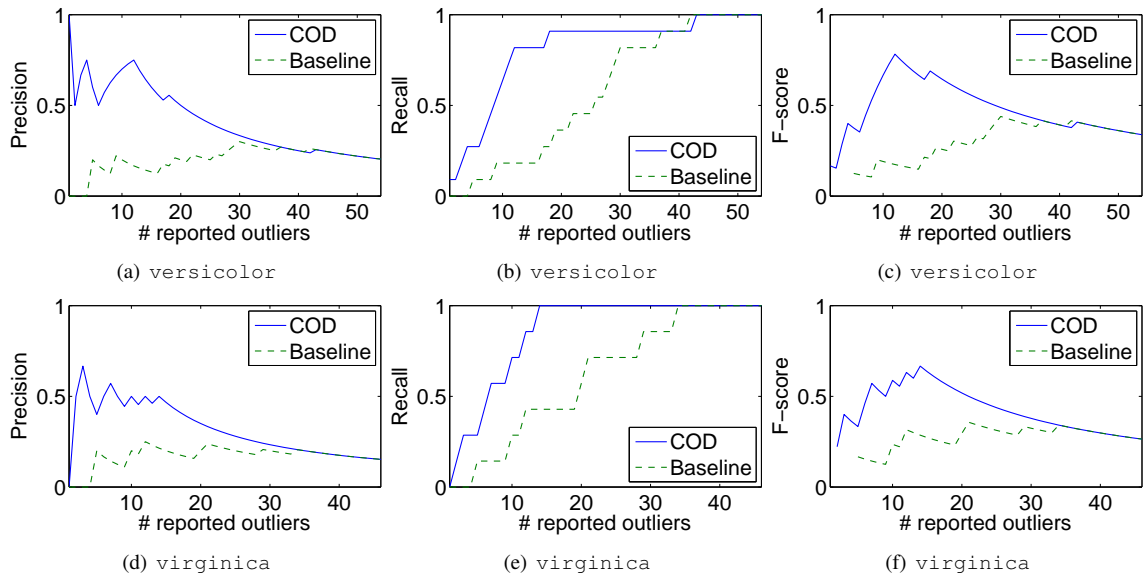 1
0.5
0
Precision
COD
Baseline
10 20 30 40 50
# reported outliers
(a) versicolor
1
0.5
0
Recall
COD
Baseline
10 20 30 40 50
# reported outliers
(b) versicolor
1
0.5
0
F−score
COD
Baseline
10 20 30 40 50
# reported outliers
(c) versicolor
1
0.5
0
Precision
COD
Baseline
10 20 30 40
# reported outliers
(d) virginica
1
0.5
0
Recall
COD
Baseline
10 20 30 40
# reported outliers
(e) virginica
1
0.5
0
F−score
COD
Baseline
10 20 30 40
# reported outliers
(f) virginica